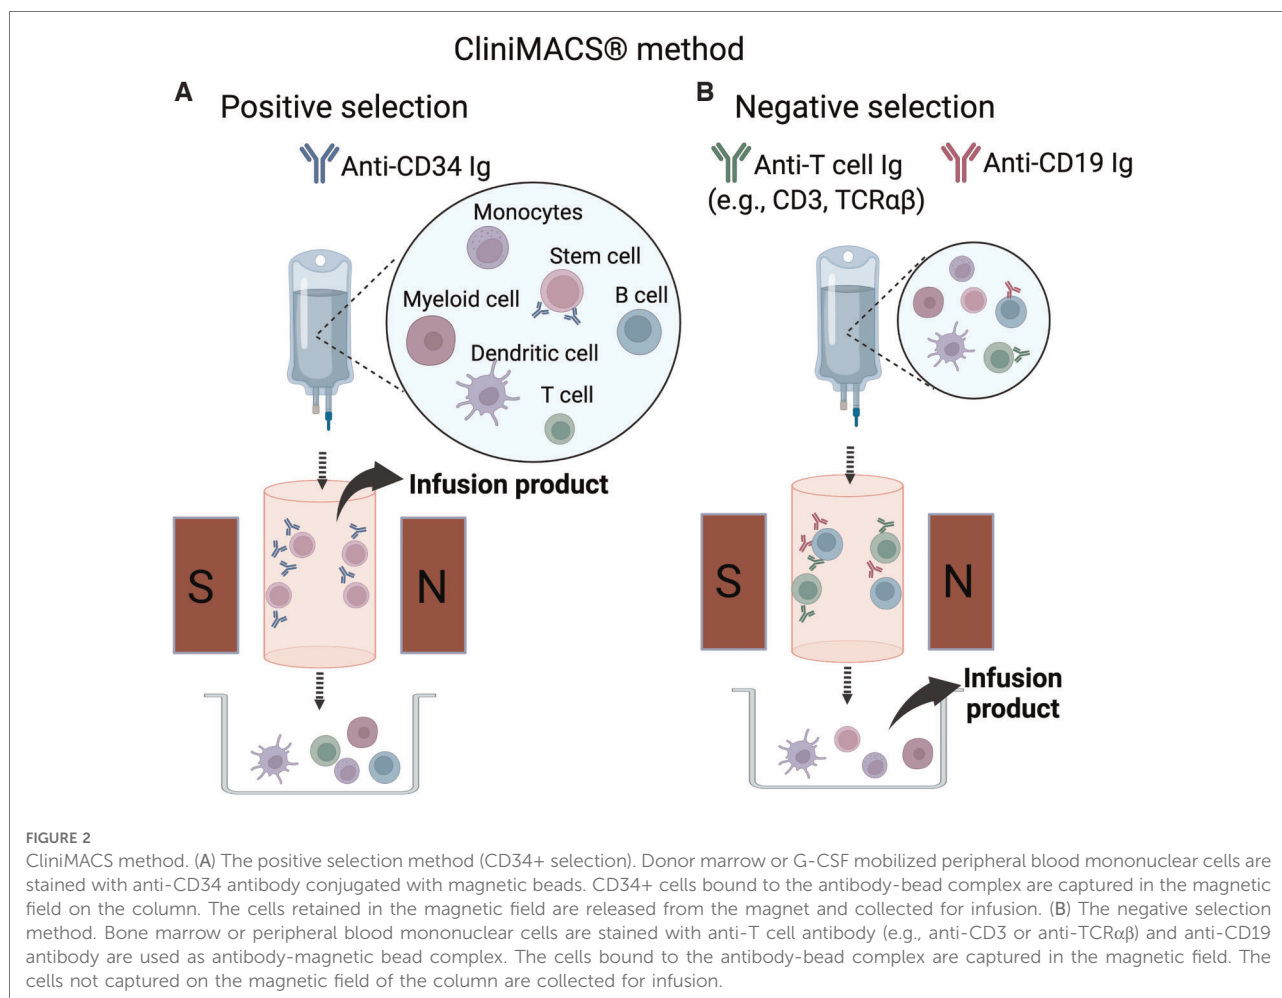 CliniMACS® method
A
Positive selection
Anti-CD34 Ig
Monocytes
Stem cell
Myeloid cell
B cell
Dendritic cell
T cell
Infusion product
S
N
B
Negative selection
Anti-T cell Ig
(e.g., CD3, TCRαβ)
Anti-CD19 Ig
S
N
Infusion
product
FIGURE 2
CliniMACS method. (A) The positive selection method (CD34+ selection). Donor marrow or G-CSF mobilized peripheral blood mononuclear cells are
stained with anti-CD34 antibody conjugated with magnetic beads. CD34+ cells bound to the antibody-bead complex are captured in the magnetic
field on the column. The cells retained in the magnetic field are released from the magnet and collected for infusion. (B) The negative selection
method. Bone marrow or peripheral blood mononuclear cells are stained with anti-T cell antibody (e.g., anti-CD3 or anti-TCRαβ) and anti-CD19
antibody are used as antibody-magnetic bead complex. The cells bound to the antibody-bead complex are captured in the magnetic field. The
cells not captured on the magnetic field of the column are collected for infusion.